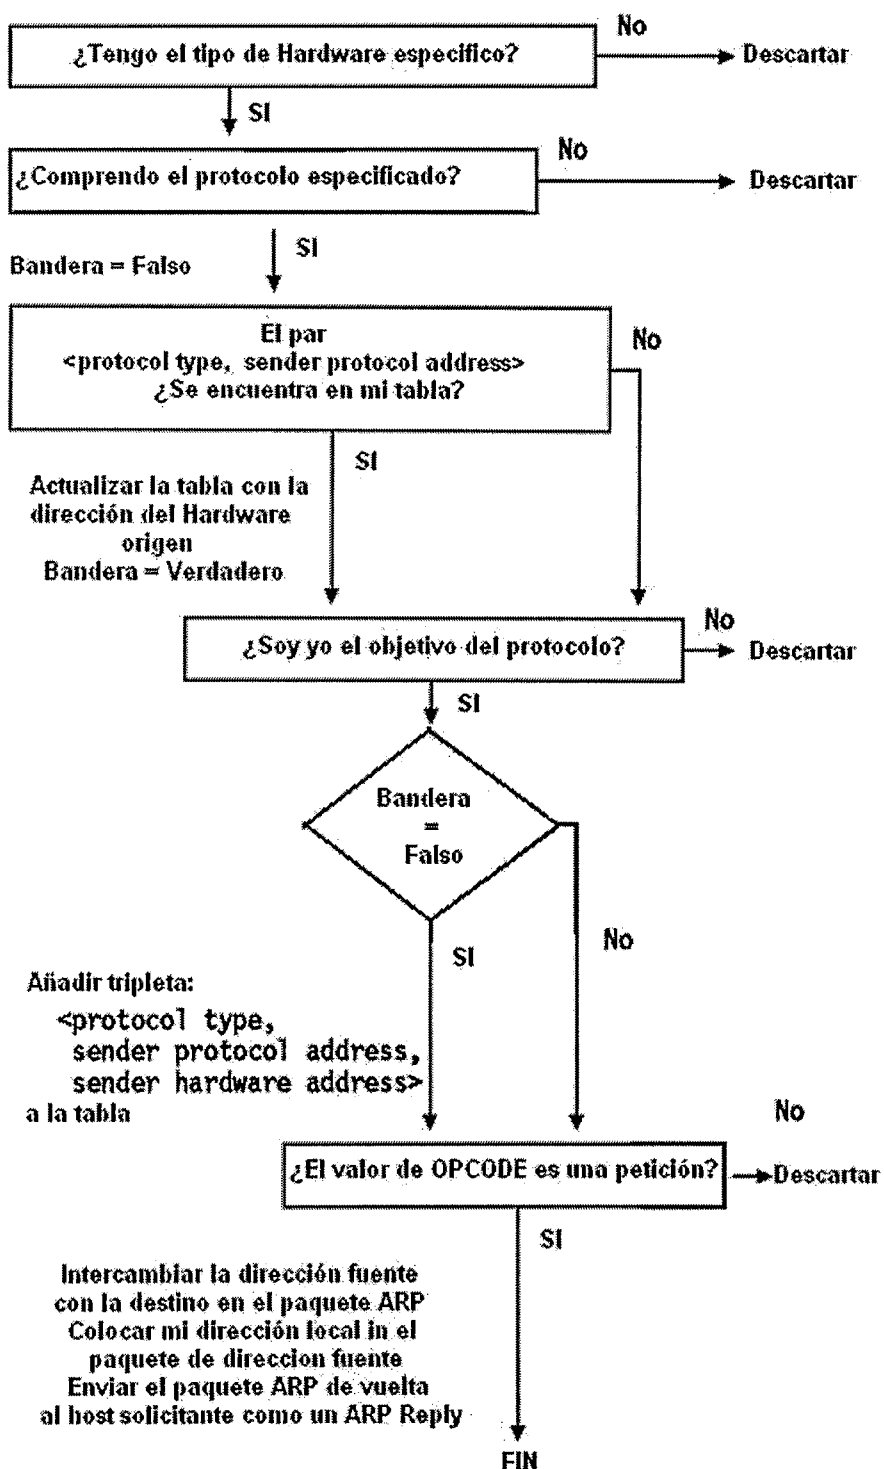 ¿Tengo el tipo de Hardware especifico?
No
Descartar
SI
¿Comprendo el protocolo especificado?
No
Descartar
SI
Bandera = Falso
El par
<protocol type, sender protocol address>
¿Se encuentra en mi tabla?
No
SI
Actualizar la tabla con la
dirección del Hardware
origen
Bandera = Verdadero
¿Soy yo el objetivo del protocolo?
No
Descartar
SI
Bandera
=
Falso
SI
No
Añadir tripleta:
<protocol type,
sender protocol address,
sender hardware address>
a la tabla
¿El valor de OPCODE es una petición?
No
Descartar
SI
Intercambiar la dirección fuente
con la destino en el paquete ARP
Colocar mi dirección local in el
paquete de direccion fuente
Enviar el paquete ARP de vuelta
al host solicitante como un ARP Reply
FIN